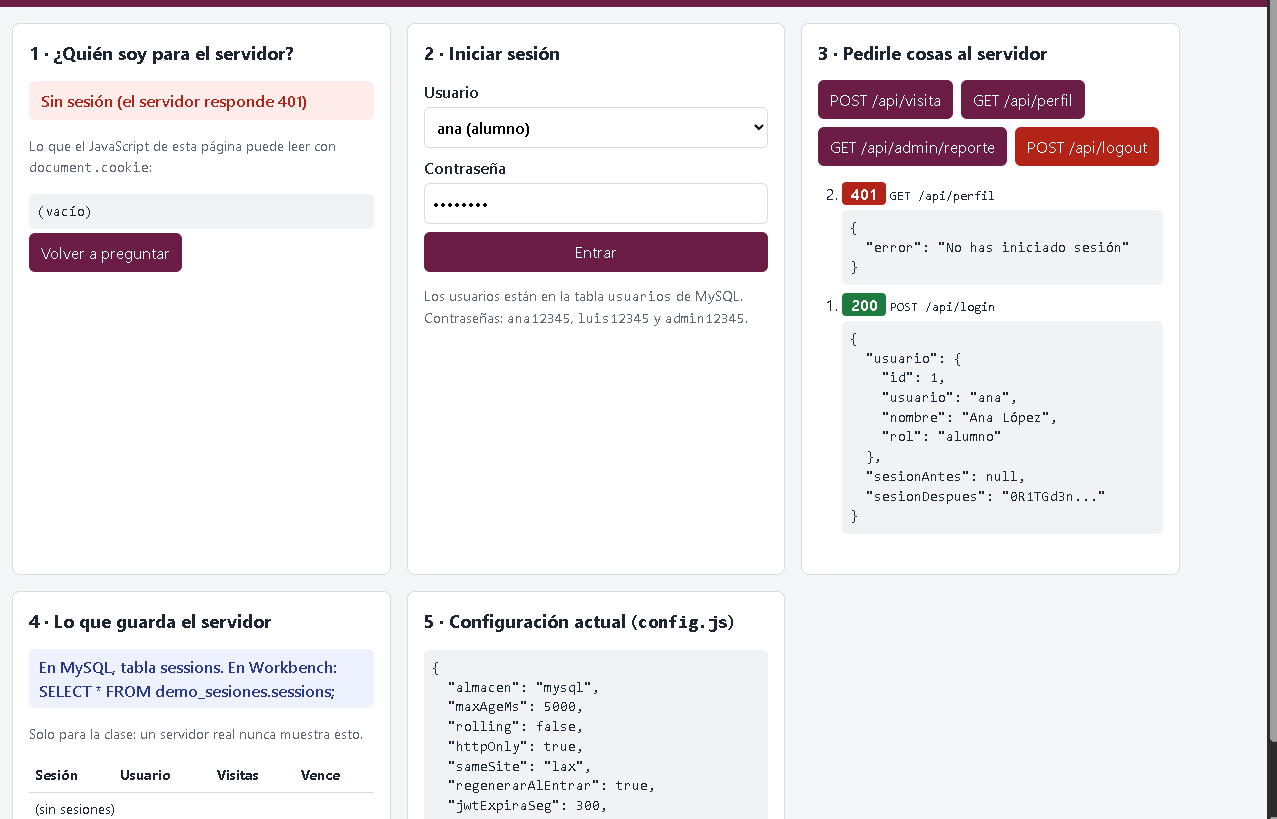 1 · ¿Quién soy para el servidor?
Sin sesión (el servidor responde 401)
Lo que el JavaScript de esta página puede leer con
document.cookie:
(vacío)
Volver a preguntar
2 · Iniciar sesión
Usuario
ana (alumno)
Contraseña
••••••••
Entrar
Los usuarios están en la tabla usuarios de MySQL.
Contraseñas: ana12345, luis12345 y admin12345.
3 · Pedirle cosas al servidor
POST /api/visita
GET /api/perfil
GET /api/admin/reporte
POST /api/logout
2. 401 GET /api/perfil
{
  "error": "No has iniciado sesión"
}
1. 200 POST /api/login
{
  "usuario": {
    "id": 1,
    "usuario": "ana",
    "nombre": "Ana López",
    "rol": "alumno"
  },
  "sesionAntes": null,
  "sesionDespues": "0R1TGd3n..."
}
4 · Lo que guarda el servidor
En MySQL, tabla sessions. En Workbench:
SELECT * FROM demo_sesiones.sessions;
Solo para la clase: un servidor real nunca muestra esto.
Sesión Usuario Visitas Vence
(sin sesiones)
5 · Configuración actual (config.js)
{
  "almacen": "mysql",
  "maxAgeMs": 5000,
  "rolling": false,
  "httpOnly": true,
  "sameSite": "lax",
  "regenerarAlEntrar": true,
  "jwtExpiraSeg": 300,